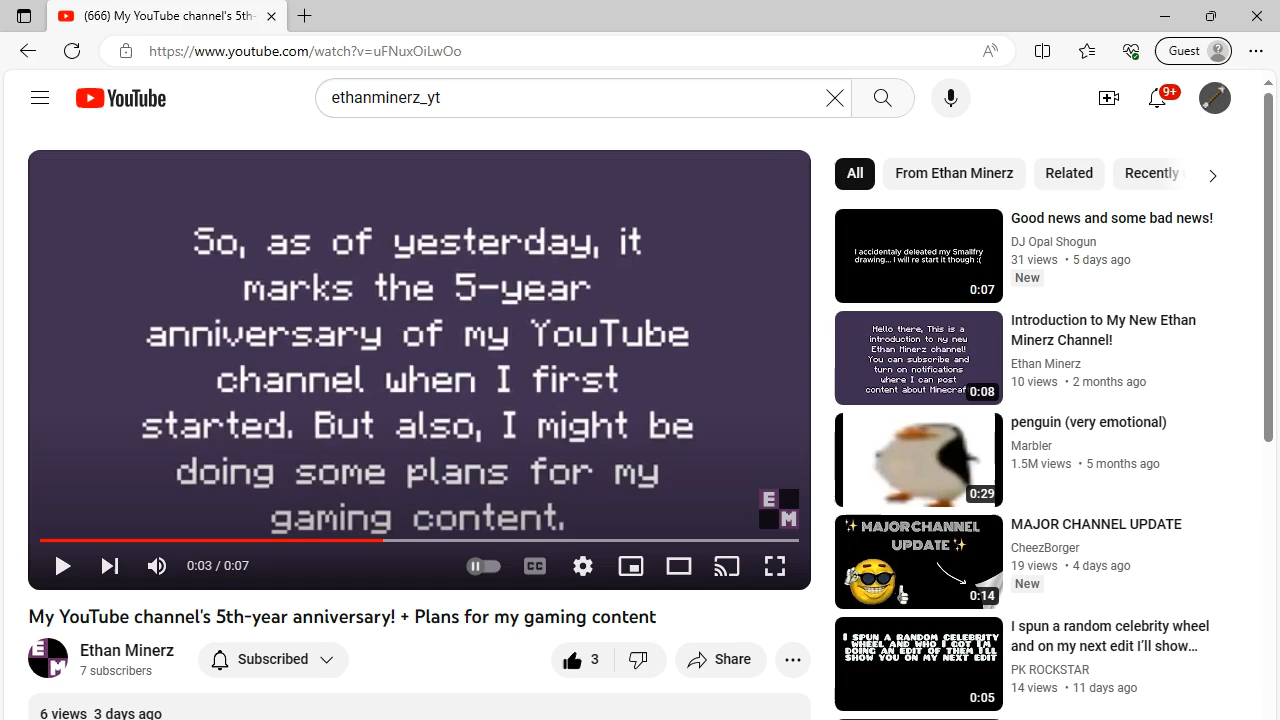 (666) My YouTube channel's 5th-
https://www.youtube.com/watch?v=uFNuxOiLwOo
Guest
YouTube
ethanminerz_yt
9+
So, as of yesterday, it
marks the 5-year
anniversary of my YouTube
channel when I first
started. But also, I might be
doing some plans for my
gaming content.
E
M
0:03 / 0:07
CC
My YouTube channel's 5th-year anniversary! + Plans for my gaming content
E
M
Ethan Minerz
7 subscribers
Subscribed
3
Share
6 views 3 days ago
All
From Ethan Minerz
Related
Recently
I accidentaly deleated my Smallfry
drawing... I will re start it though :(
0:07
Good news and some bad news!
DJ Opal Shogun
31 views • 5 days ago
New
Hello there, This is a
introduction to my new
Ethan Minerz channel!
You can subscribe and
turn on notifications
where I can post
content about Minecraf
0:08
Introduction to My New Ethan
Minerz Channel!
Ethan Minerz
10 views • 2 months ago
0:29
penguin (very emotional)
Marbler
1.5M views • 5 months ago
✨ MAJOR CHANNEL
UPDATE ✨
0:14
MAJOR CHANNEL UPDATE
CheezBorger
19 views • 4 days ago
New
I SPUN A RANDOM CELEBRITY
WHEEL AND WHO I GOT I'M
DOING AN EDIT OF THEM I'LL
SHOW YOU ON MY NEXT EDIT
0:05
I spun a random celebrity wheel
and on my next edit I'll show…
PK ROCKSTAR
14 views • 11 days ago